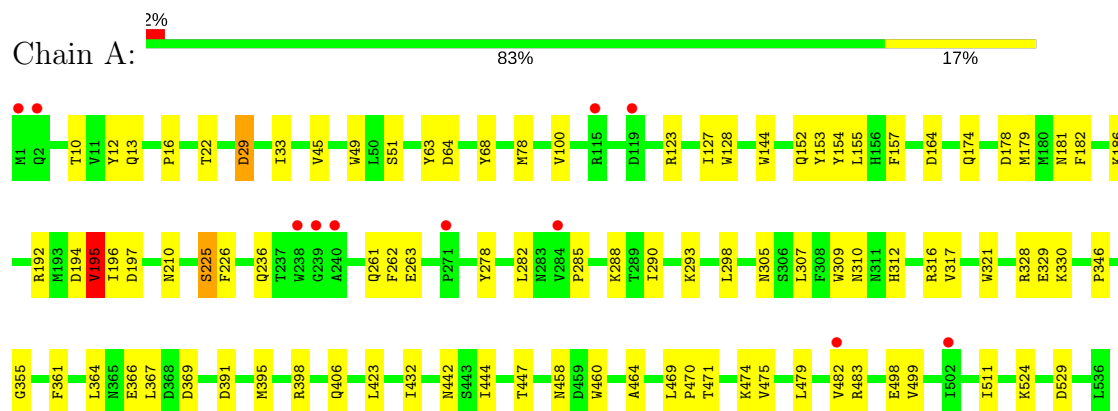 2%
Chain A:
83% 17%
M1 Q2 T10 V11 Y12 Q13 P16 T22 D29 I33 V45 W49 L50 S51 Y63 D64 Y68 M78 V100 R115 D119 R123 I127 W128 W144 Q152 Y153 Y154 L155 H156 F157 D164 Q174 D178 M179 M180 N181 F182 K186
R192 M193 D194 V195 I196 D197 N210 S225 F226 Q236 T237 W238 G239 A240 Q261 F262 E263 P271 Y278 L282 N283 V284 P285 K288 T289 I290 K293 L298 N305 S306 L307 F308 W309 N310 N311 H312 R316 V317 W321 R328 E329 K330 P346
G355 F361 L364 N365 E366 L367 D368 D369 D391 M395 R398 Q406 L423 I432 N442 S443 I444 T447 N458 D459 W460 A464 L469 P470 T471 K474 V475 L479 V482 R483 E498 V499 I502 I511 K524 D529 L536